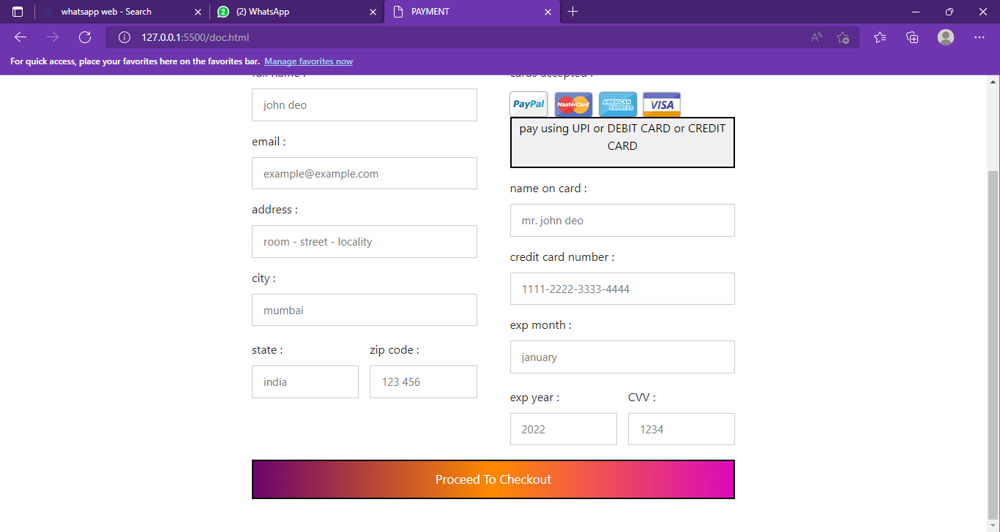 whatsapp web - Search
2
(2) WhatsApp
PAYMENT
127.0.0.1:5500/doc.html
For quick access, place your favorites here on the favorites bar. Manage favorites now
full name :
john deo
email :
example@example.com
address :
room - street - locality
city :
mumbai
state :
zip code :
india
123 456
cards accepted :
PayPal
MasterCard
AMERICAN
EXPRESS
VISA
pay using UPI or DEBIT CARD or CREDIT
CARD
name on card :
mr. john deo
credit card number :
1111-2222-3333-4444
exp month :
january
exp year :
CVV :
2022
1234
Proceed To Checkout